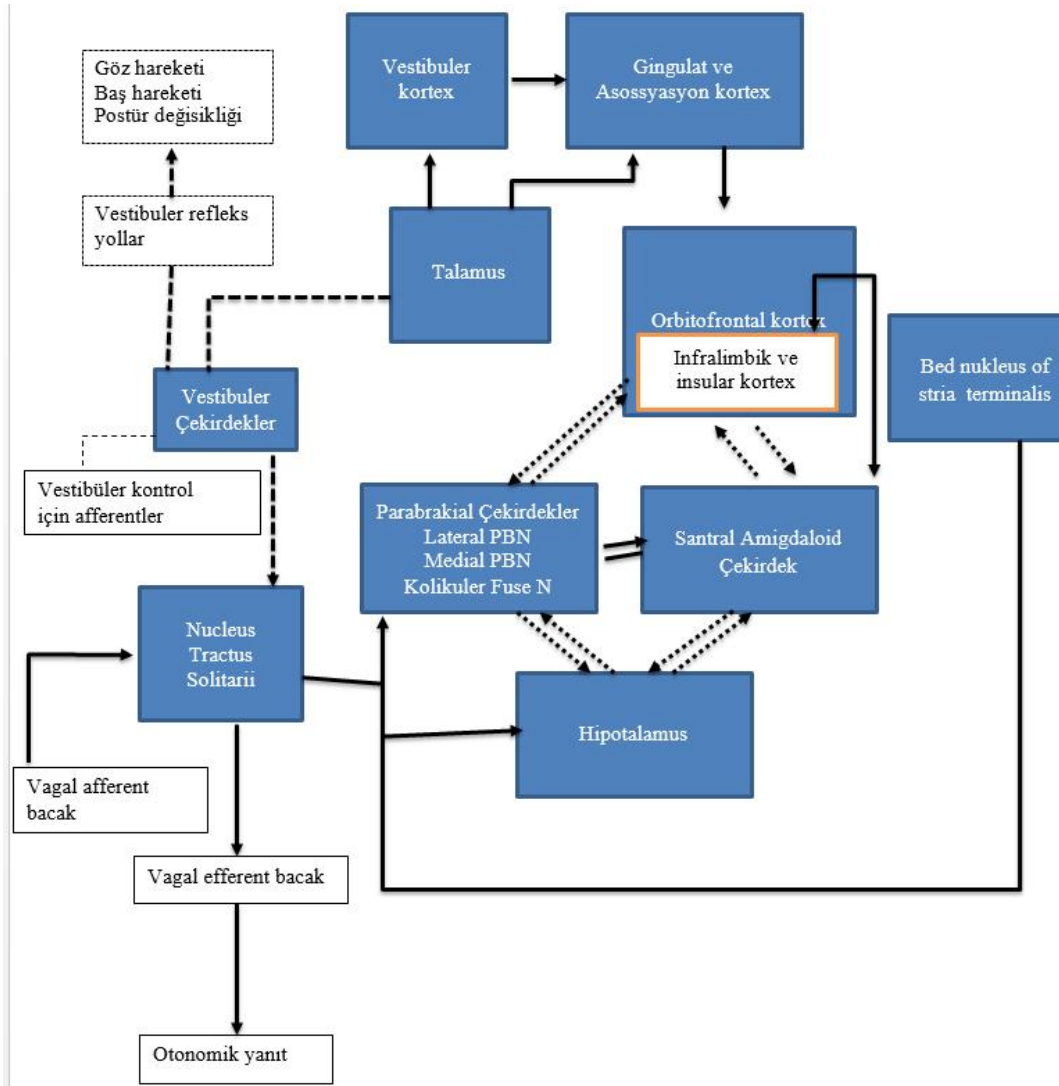 Göz hareketi
Baş hareketi
Postür değisikliği
Vestibuler
kortex
Gingulat ve
Asossyasyon kortex
Vestibuler refleks
yollar
Talamus
Orbitofrontal kortex
Infralimbik ve
insular kortex
Bed nukleus of
stria terminalis
Vestibuler
Çekirdekler
Vestibüler kontrol
için afferentler
Parabrakial Çekirdekler
Lateral PBN
Medial PBN
Kolikuler Fuse N
Santral Amigdaloid
Çekirdek
Nucleus
Tractus
Solitarii
Hipotalamus
Vagal afferent
bacak
Vagal efferent bacak
Otonomik yanıt